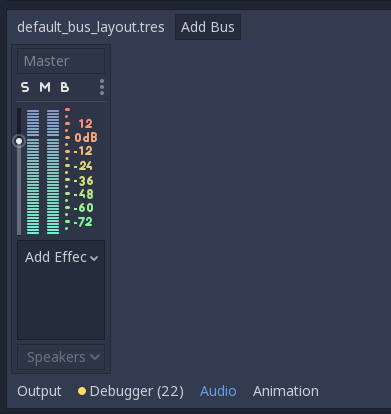 default_bus_layout.tres Add Bus
Master
S M B
12
0dB
-12
-24
-36
-48
-60
-72
Add Effec
Speakers
Output Debugger (22) Audio Animation